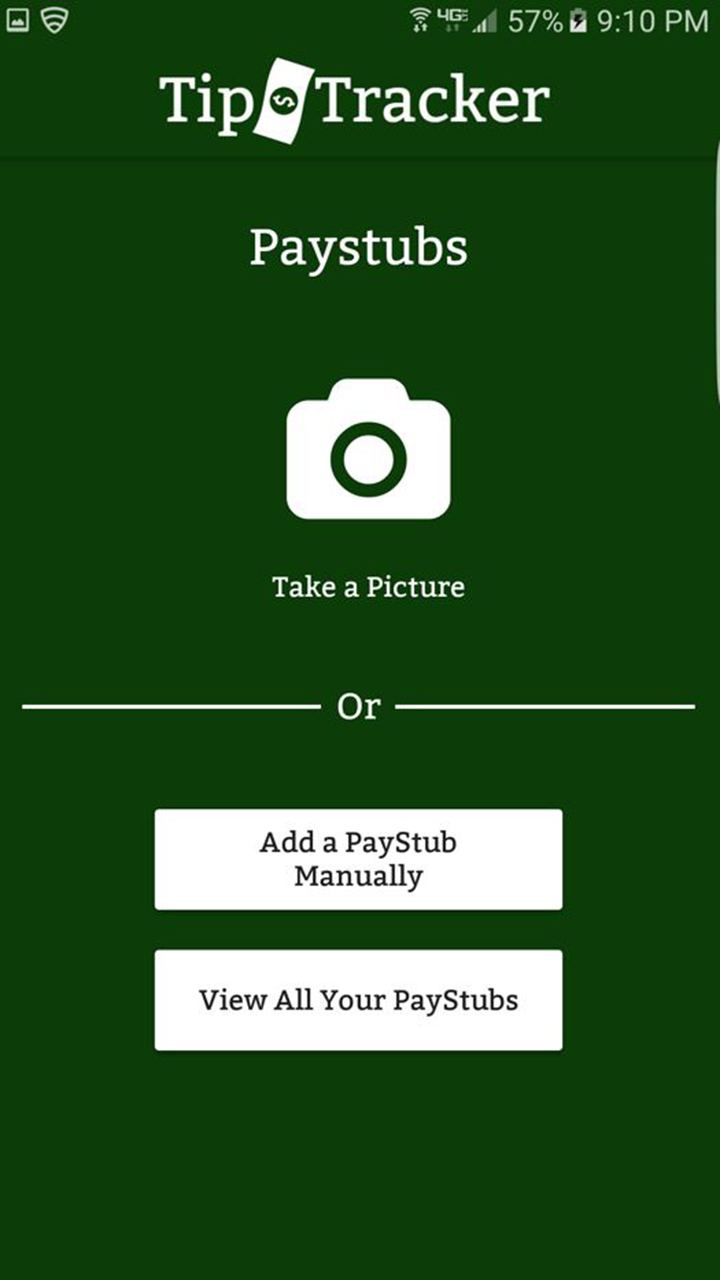 4G 57% 9:10 PM
Tip Tracker
Paystubs
Take a Picture
Or
Add a PayStub
Manually
View All Your PayStubs